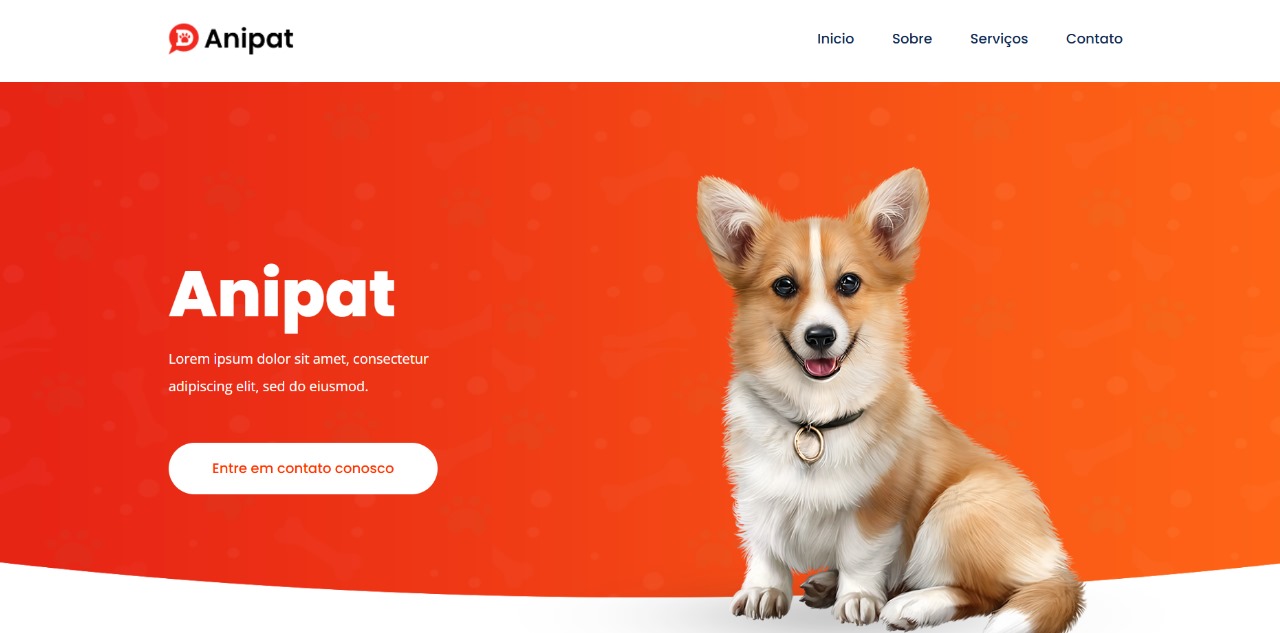 Anipat
Inicio
Sobre
Serviços
Contato
Anipat
Lorem ipsum dolor sit amet, consectetur
adipiscing elit, sed do eiusmod.
Entre em contato conosco